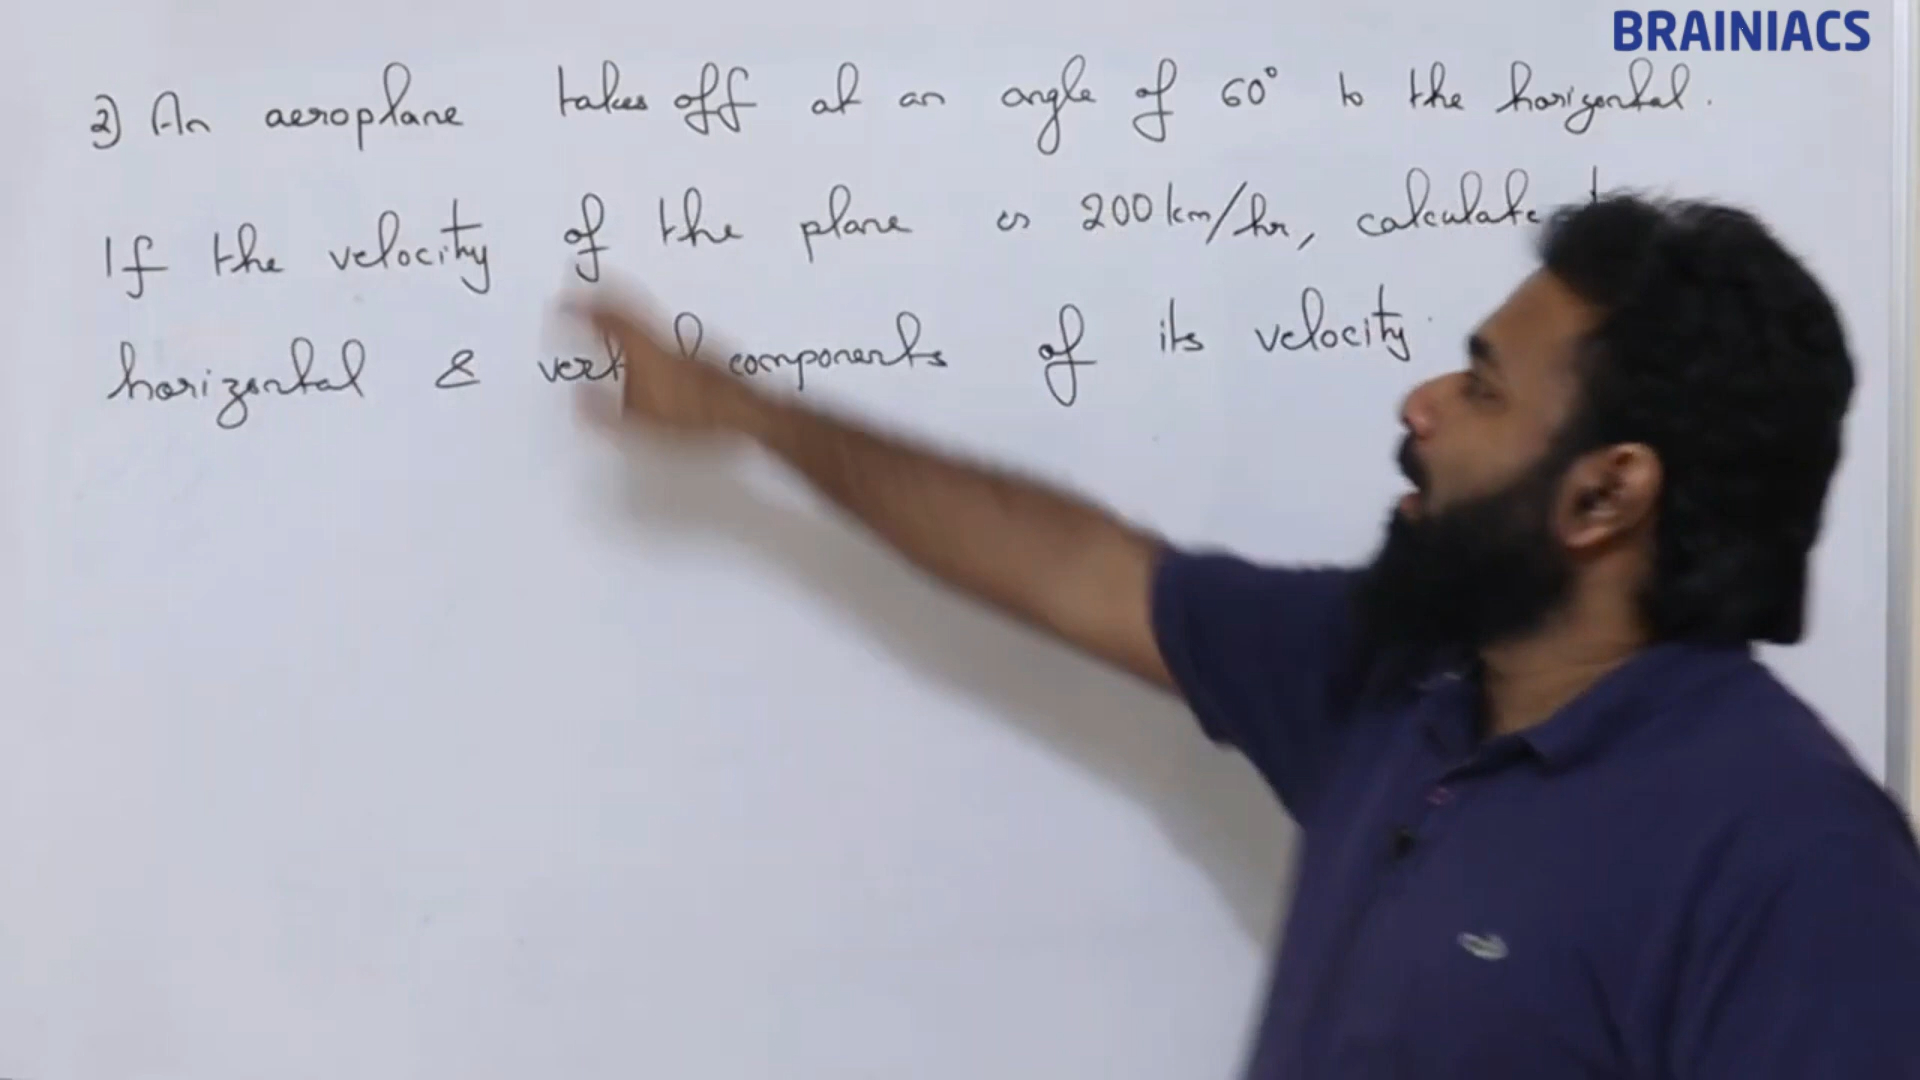 BRAINIACS
2) An aeroplane takes off at an angle of 60° to the horizontal.
If the velocity of the plane is 200 km/hr, calculate
horizontal & components of its velocity.